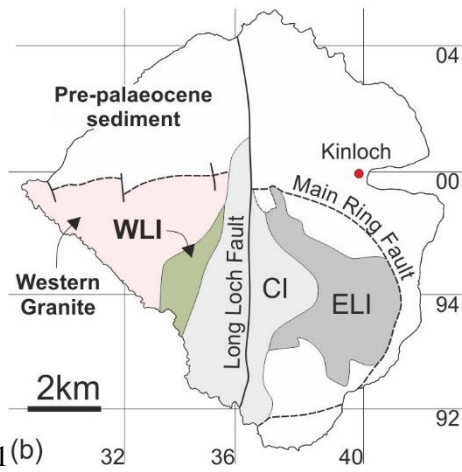 04
Pre-palaeocene
sediment
Kinloch
00
Main Ring Fault
WLI
Western
Granite
Long Loch Fault
CI
ELI
94
2km
92
1(b)
32
36
40